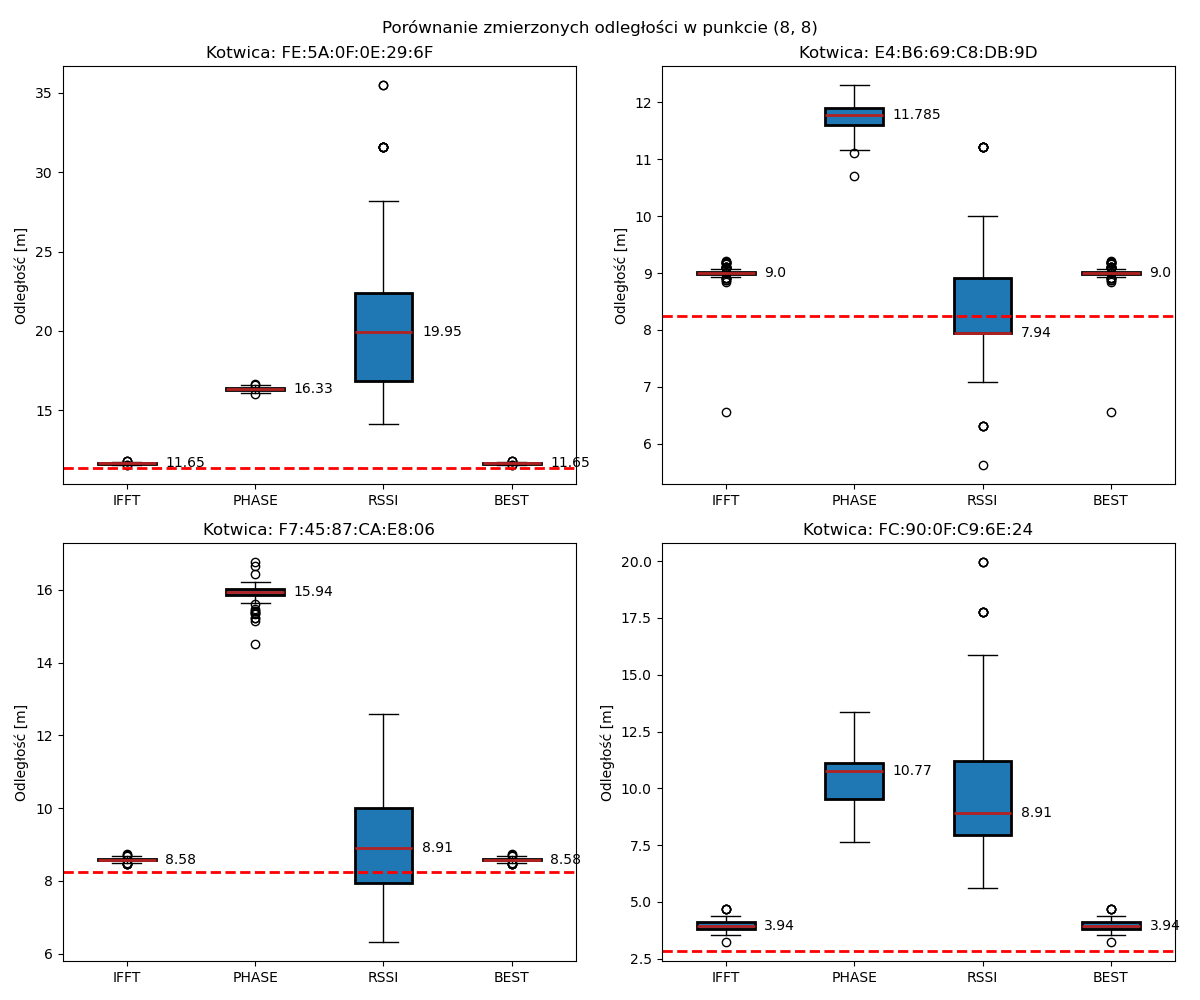 Porównanie zmierzonych odległości w punkcie (8, 8)
Kotwica: FE:5A:0F:0E:29:6F
Odległość [m]
35
30
25
20
15
19.95
16.33
11.65
11.65
IFFT
PHASE
RSSI
BEST
Kotwica: E4:B6:69:C8:DB:9D
Odległość [m]
12
11
10
9
8
7
6
11.785
9.0
9.0
7.94
IFFT
PHASE
RSSI
BEST
Kotwica: F7:45:87:CA:E8:06
Odległość [m]
16
14
12
10
8
6
15.94
8.91
8.58
8.58
IFFT
PHASE
RSSI
BEST
Kotwica: FC:90:0F:C9:6E:24
Odległość [m]
20.0
17.5
15.0
12.5
10.0
7.5
5.0
2.5
10.77
8.91
3.94
3.94
IFFT
PHASE
RSSI
BEST